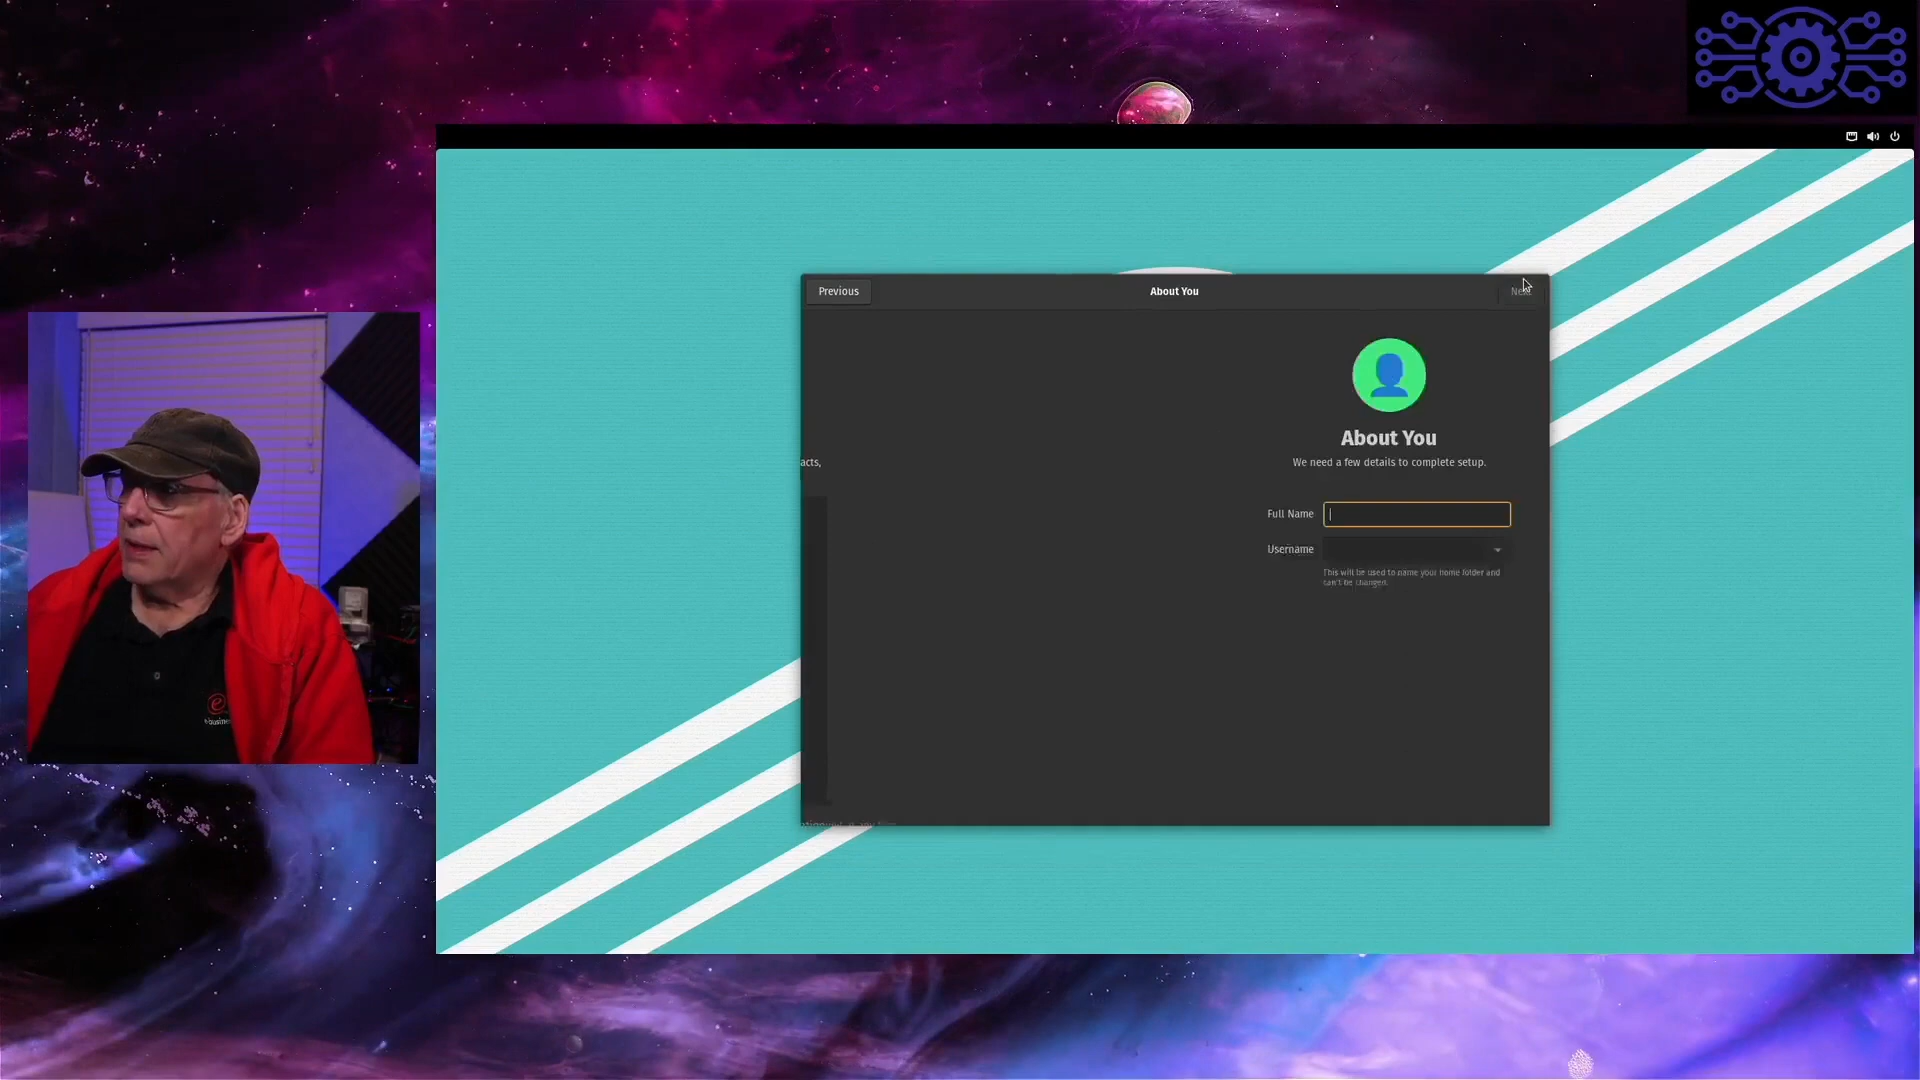 Previous
About You
Next
About You
We need a few details to complete setup.
acts,
Full Name
Username
This will be used to name your home folder and
can't be changed.
e